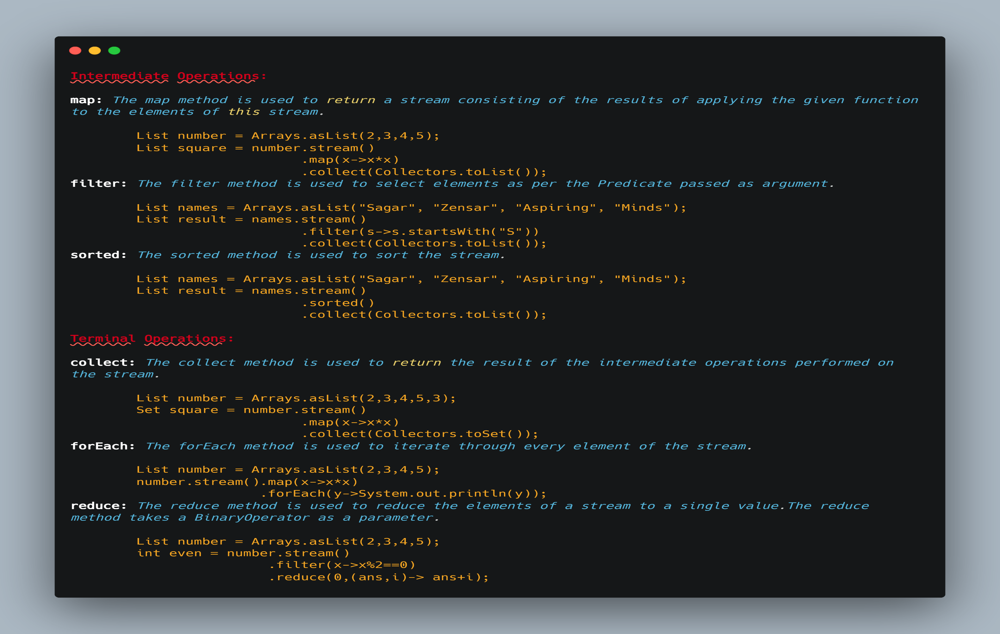 Intermediate Operations:
map: The map method is used to return a stream consisting of the results of applying the given function
to the elements of this stream.
List number = Arrays.asList(2,3,4,5);
List square = number.stream()
.map(x->x*x)
.collect(Collectors.toList());
filter: The filter method is used to select elements as per the Predicate passed as argument.
List names = Arrays.asList("Sagar", "Zensar", "Aspiring", "Minds");
List result = names.stream()
.filter(s->s.startsWith("S"))
.collect(Collectors.toList());
sorted: The sorted method is used to sort the stream.
List names = Arrays.asList("Sagar", "Zensar", "Aspiring", "Minds");
List result = names.stream()
.sorted()
.collect(Collectors.toList());
Terminal Operations:
collect: The collect method is used to return the result of the intermediate operations performed on
the stream.
List number = Arrays.asList(2,3,4,5,3);
Set square = number.stream()
.map(x->x*x)
.collect(Collectors.toSet());
forEach: The forEach method is used to iterate through every element of the stream.
List number = Arrays.asList(2,3,4,5);
number.stream().map(x->x*x)
.forEach(y->System.out.println(y));
reduce: The reduce method is used to reduce the elements of a stream to a single value.The reduce
method takes a BinaryOperator as a parameter.
List number = Arrays.asList(2,3,4,5);
int even = number.stream()
.filter(x->x%2==0)
.reduce(0,(ans,i)-> ans+i);